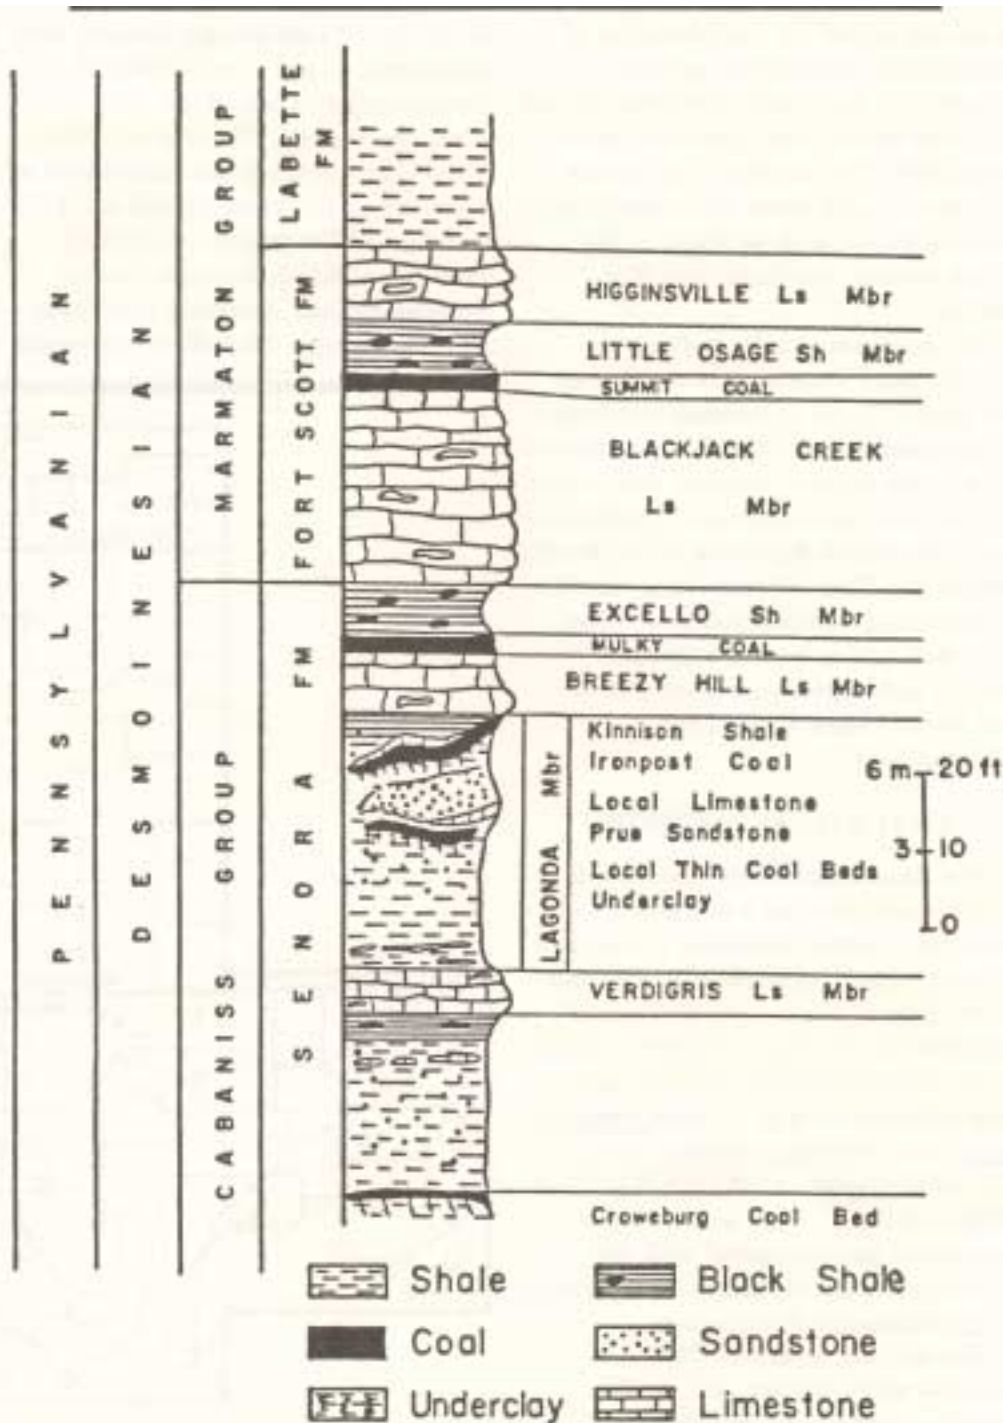 PENNSYLVANIAN
DESMOINESIAN
MARMATON GROUP
CABANISS GROUP
LABETTE
FM
FORT SCOTT FM
SENORA FM
HIGGINSVILLE Ls Mbr
LITTLE OSAGE Sh Mbr
SUMMIT COAL
BLACKJACK CREEK
Ls Mbr
EXCELLO Sh Mbr
MULKY COAL
BREEZY HILL Ls Mbr
LAGONDA Mbr
Kinnison Shale
Ironpost Coal
Local Limestone
Prue Sandstone
Local Thin Coal Beds
Underclay
6 m 20 ft
3 10
0
VERDIGRIS Ls Mbr
Croweburg Coal Bed
Shale
Black Shale
Coal
Sandstone
Underclay
Limestone